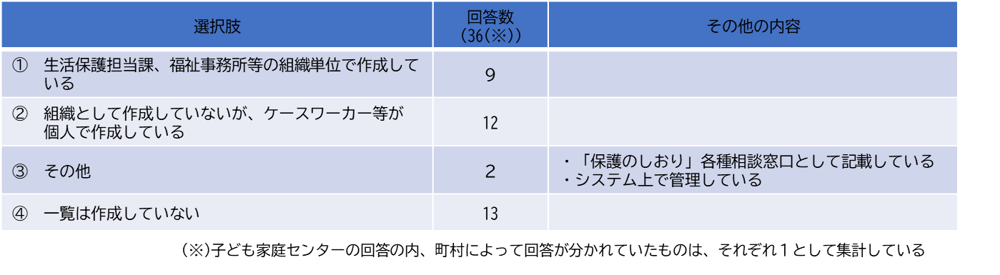 選択肢
回答数
(36(※))
その他の内容
① 生活保護担当課、福祉事務所等の組織単位で作成して
いる
9
② 組織として作成していないが、ケースワーカー等が
個人で作成している
12
③ その他
2
・「保護のしおり」各種相談窓口として記載している
・システム上で管理している
④ 一覧は作成していない
13
(※)子ども家庭センターの回答の内、町村によって回答が分かれていたものは、それぞれ１として集計している